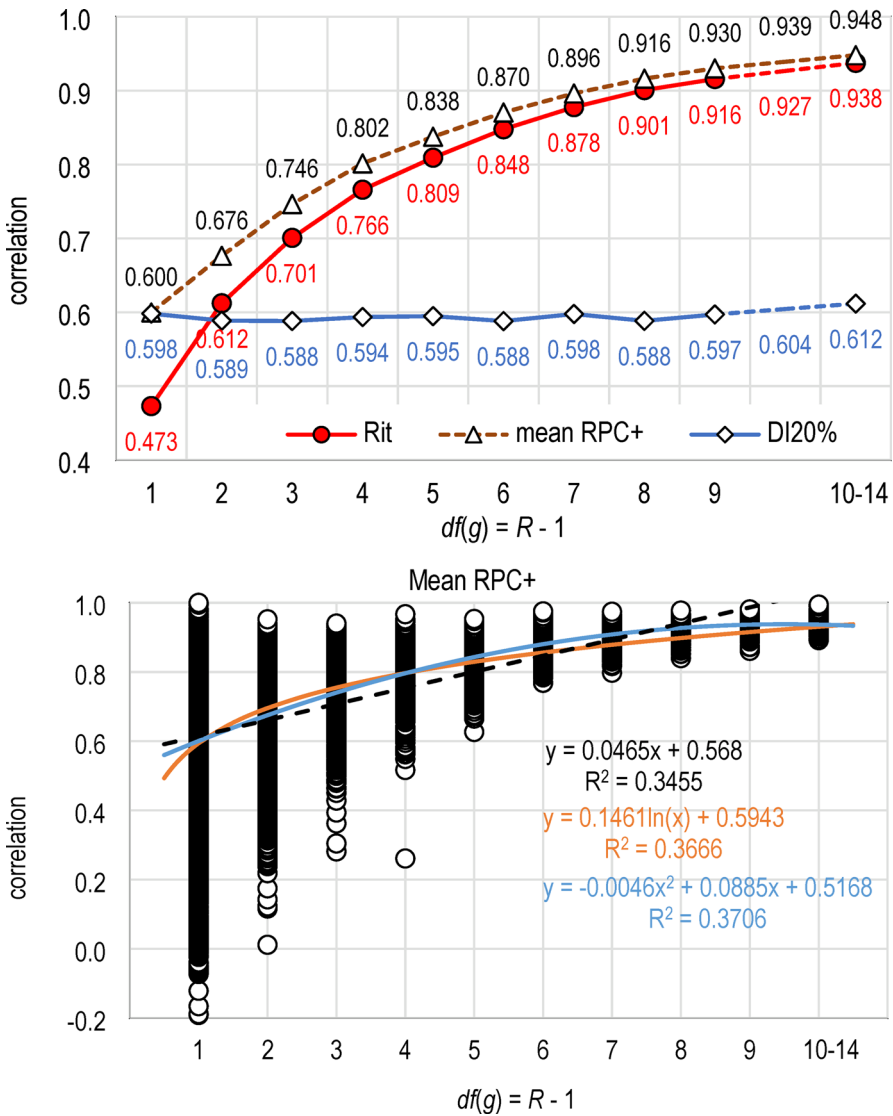 1.0
0.9
0.8
0.7
0.6
0.5
0.4
correlation
0.600 0.676 0.746 0.802 0.838 0.870 0.896 0.916 0.930 0.939 0.948
0.473 0.612 0.701 0.766 0.809 0.848 0.878 0.901 0.916 0.927 0.938
0.598 0.589 0.588 0.594 0.595 0.588 0.598 0.588 0.597 0.604 0.612
Rit mean RPC+ DI20%
1 2 3 4 5 6 7 8 9 10-14
df(g) = R - 1
Mean RPC+
1.0
0.8
0.6
0.4
0.2
0.0
-0.2
correlation
y = 0.0465x + 0.568
R² = 0.3455
y = 0.1461ln(x) + 0.5943
R² = 0.3666
y = -0.0046x² + 0.0885x + 0.5168
R² = 0.3706
1 2 3 4 5 6 7 8 9 10-14
df(g) = R - 1